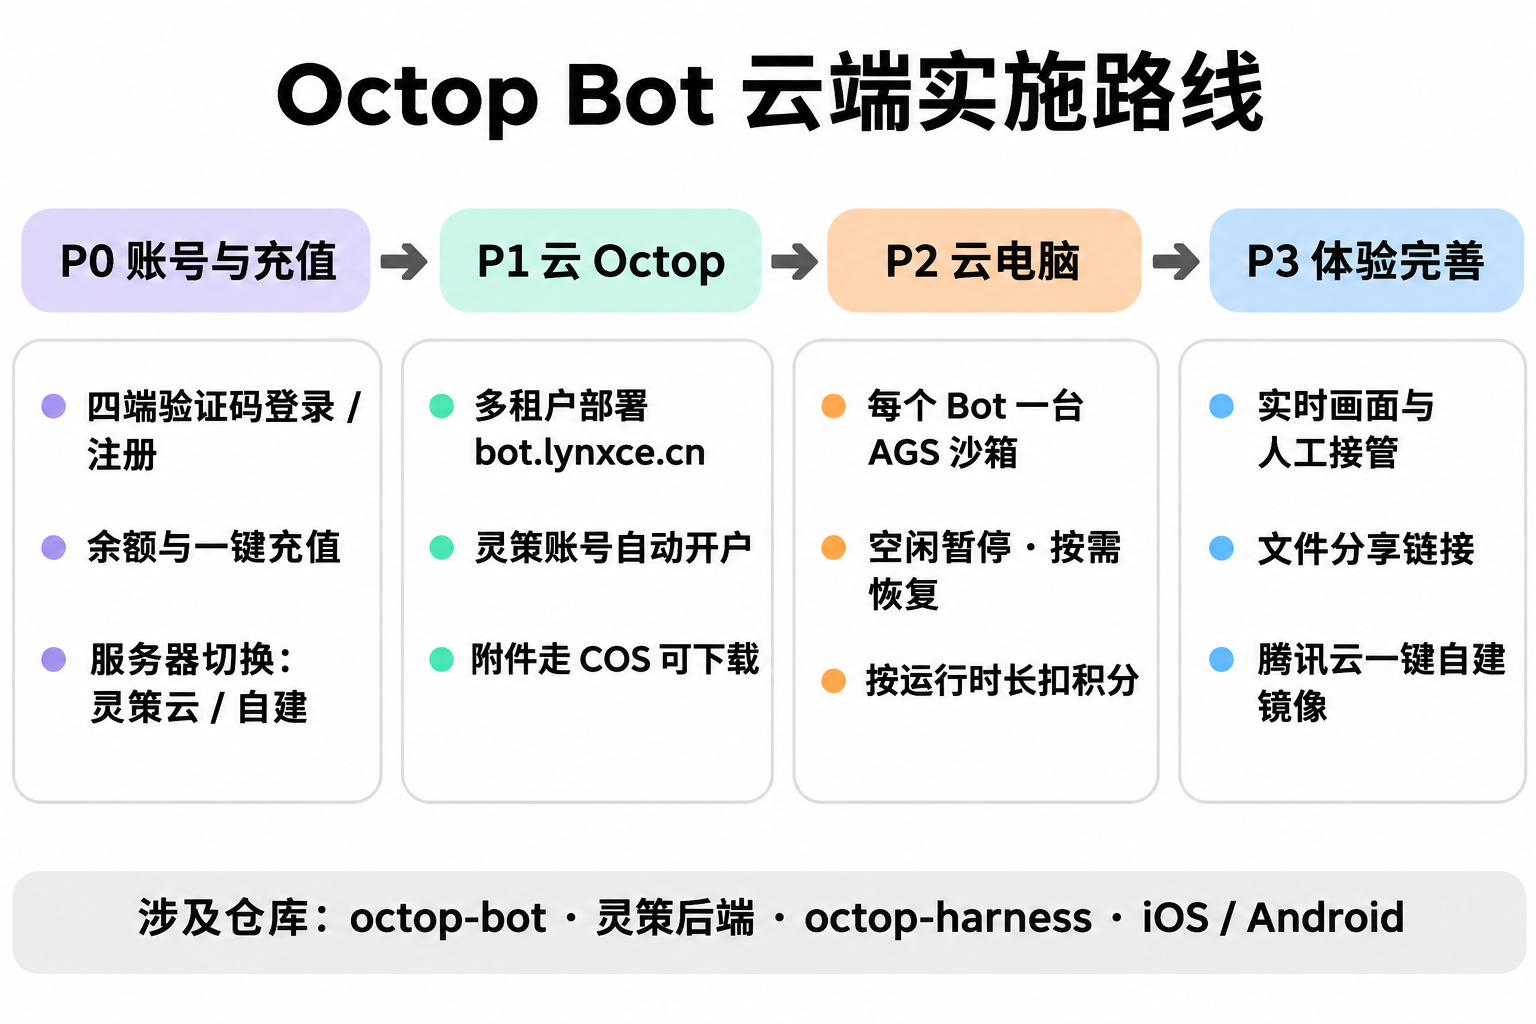 Octop Bot 云端实施路线
P0 账号与充值
P1 云 Octop
P2 云电脑
P3 体验完善
四端验证码登录 /
注册
余额与一键充值
服务器切换：
灵策云 / 自建
多租户部署
bot.lynxce.cn
灵策账号自动开户
附件走 COS 可下载
每个 Bot 一台
AGS 沙箱
空闲暂停 · 按需
恢复
按运行时长扣积分
实时画面与
人工接管
文件分享链接
腾讯云一键自建
镜像
涉及仓库：octop-bot · 灵策后端 · octop-harness · iOS / Android